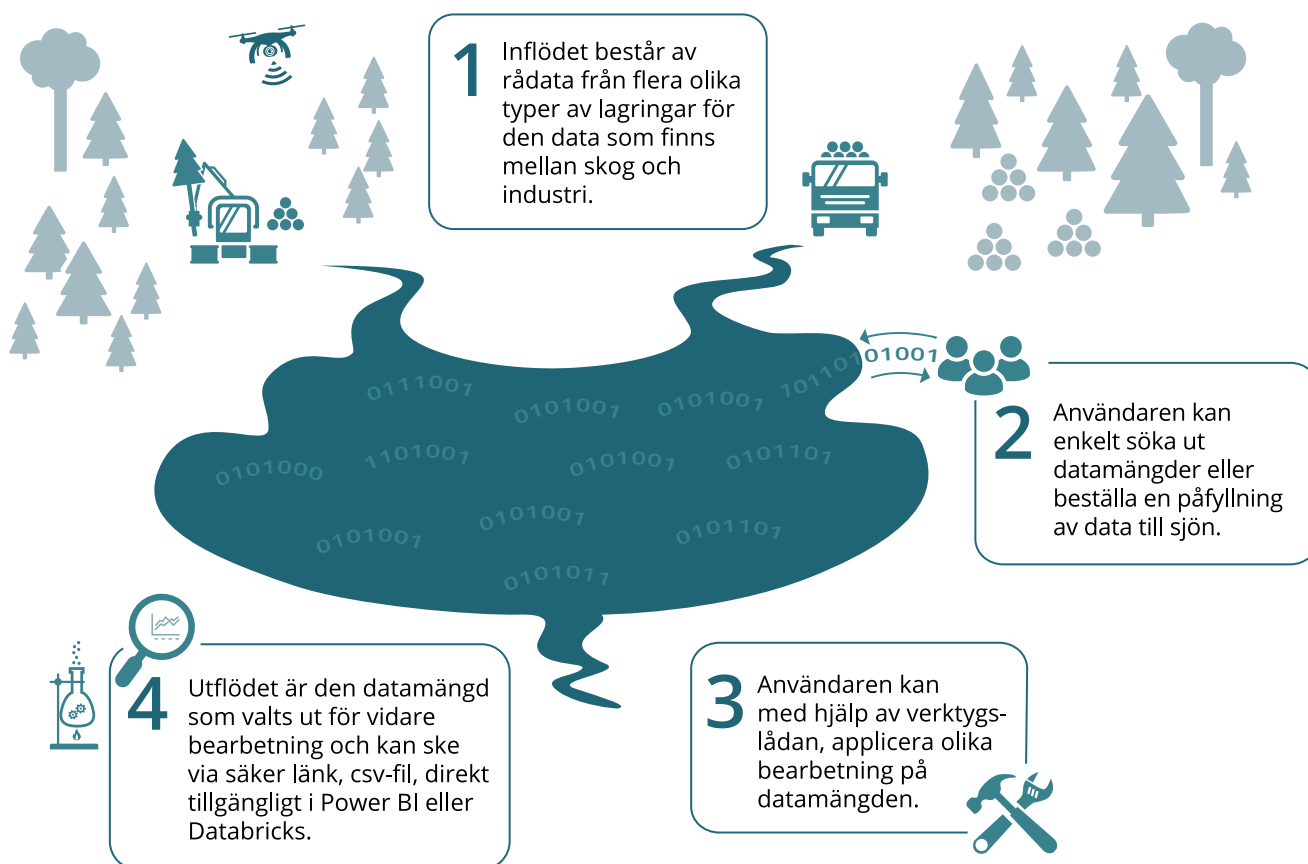 1
Inflödet består av
rådata från flera olika
typer av lagringar för
den data som finns
mellan skog och
industri.
101101
01001
0111001
0101001
0101001
0101000
1101001
0101001
0101101
0101001
0101001
0101101
0101011
2
Användaren kan
enkelt söka ut
datamängder eller
beställa en påfyllning
av data till sjön.
3
Användaren kan
med hjälp av verktygs-
lådan, applicera olika
bearbetning på
datamängden.
4
Utflödet är den datamängd
som valts ut för vidare
bearbetning och kan ske
via säker länk, csv-fil, direkt
tillgängligt i Power BI eller
Databricks.